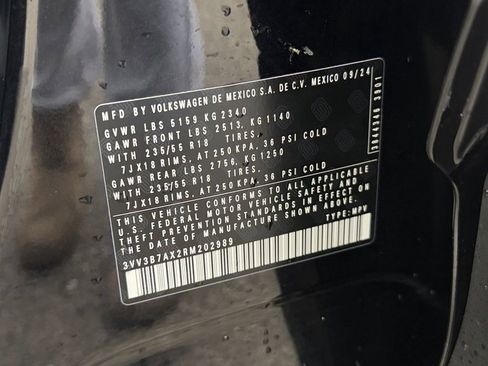 MFD BY VOLKSWAGEN DE MEXICO S.A. DE C.V. MEXICO 09/24
GVWR LBS 5159 KG 2340
GAWR FRONT LBS 2513, KG 1140
WITH 235/55 R18 TIRES,
7JX18 RIMS, AT 250 KPA, 36 PSI COLD
GAWR REAR LBS 2756, KG 1250
WITH 235/55 R18 TIRES,
7JX18 RIMS, AT 250 KPA, 36 PSI COLD
THIS VEHICLE CONFORMS TO ALL APPLICABLE
U.S. FEDERAL MOTOR VEHICLE SAFETY AND
THEFT PREVENTION STANDARDS IN EFFECT ON
THE DATE OF MANUFACTURE SHOWN ABOVE
TYPE: MPV
3VV3B7AX2RM202989